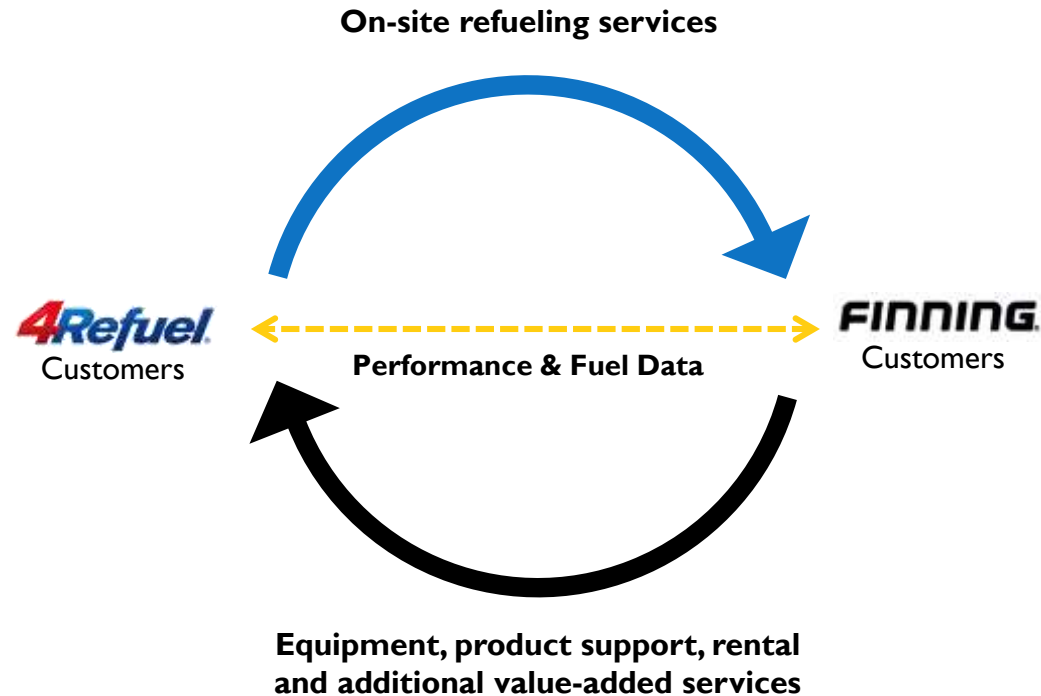 On-site refueling services
4Refuel
Customers
FINNING
Customers
Performance & Fuel Data
Equipment, product support, rental
and additional value-added services